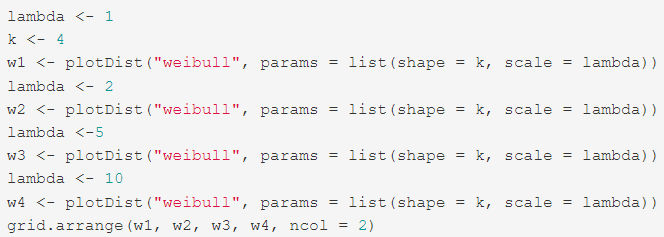 lambda <- 1
k <- 4
w1 <- plotDist("weibull", params = list(shape = k, scale = lambda))
lambda <- 2
w2 <- plotDist("weibull", params = list(shape = k, scale = lambda))
lambda <-5
w3 <- plotDist("weibull", params = list(shape = k, scale = lambda))
lambda <- 10
w4 <- plotDist("weibull", params = list(shape = k, scale = lambda))
grid.arrange(w1, w2, w3, w4, ncol = 2)